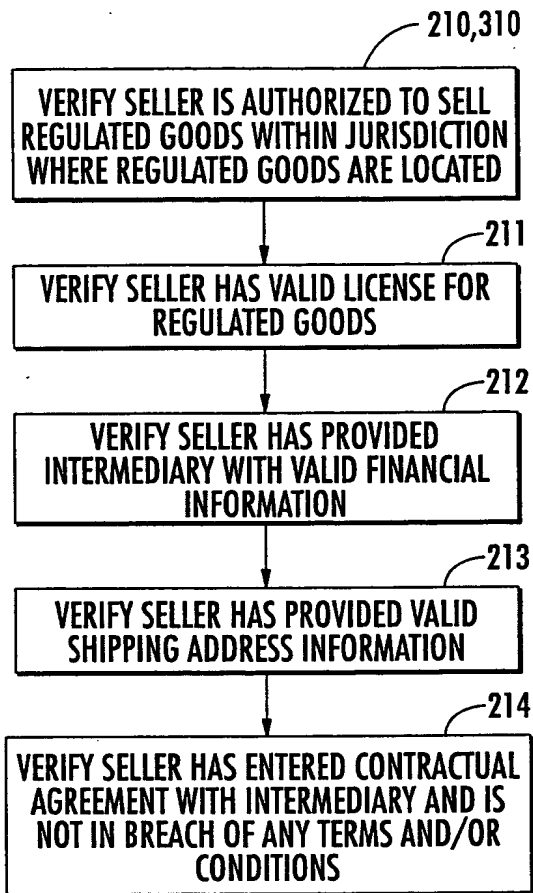 210,310
VERIFY SELLER IS AUTHORIZED TO SELL
REGULATED GOODS WITHIN JURISDICTION
WHERE REGULATED GOODS ARE LOCATED
211
VERIFY SELLER HAS VALID LICENSE FOR
REGULATED GOODS
212
VERIFY SELLER HAS PROVIDED
INTERMEDIARY WITH VALID FINANCIAL
INFORMATION
213
VERIFY SELLER HAS PROVIDED VALID
SHIPPING ADDRESS INFORMATION
214
VERIFY SELLER HAS ENTERED CONTRACTUAL
AGREEMENT WITH INTERMEDIARY AND IS
NOT IN BREACH OF ANY TERMS AND/OR
CONDITIONS